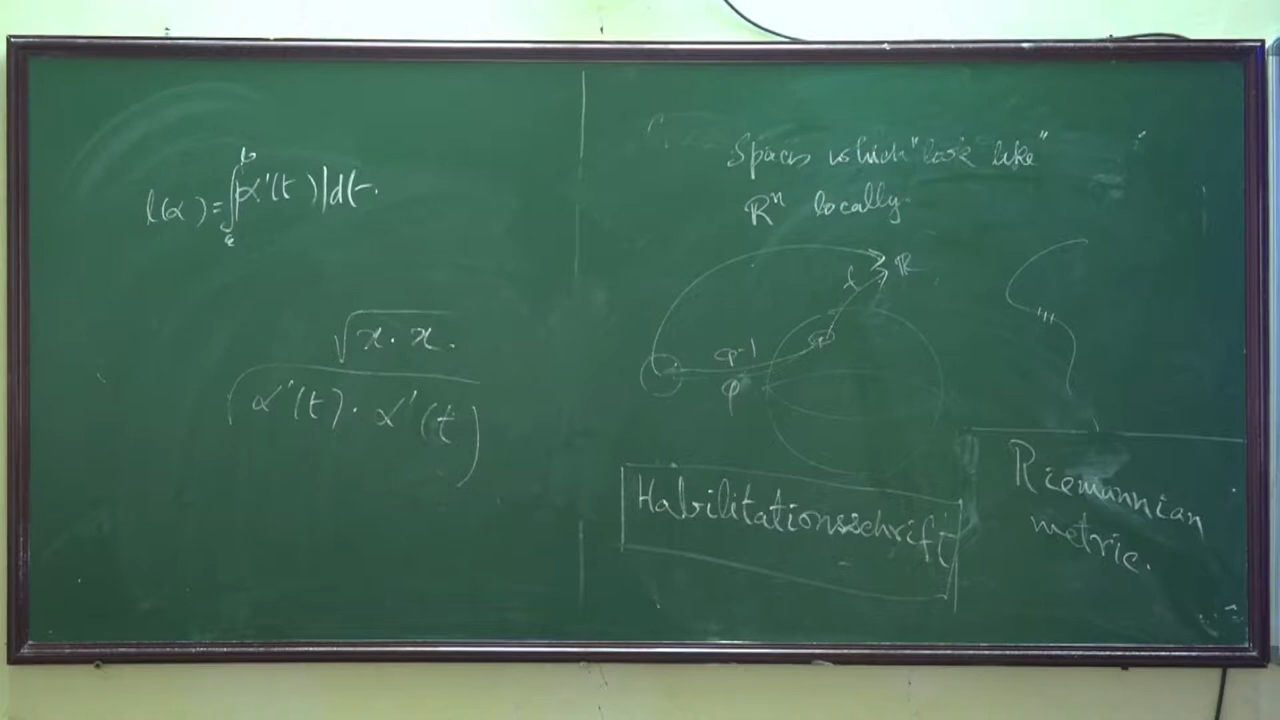 l(α) = ∫ₐᵇ |α'(t)| dt.
√x · x.
√α'(t) · α'(t)
Spaces which "look like"
ℝⁿ locally.
f ℝ
φ⁻¹
φ
Habilitationsschrift
Riemannian
metric.